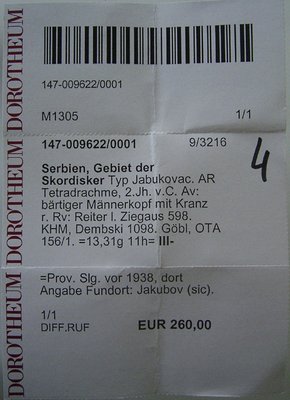 DOROTHEUM DOROTHEUM DOROTHEUM DOROTHEUM
147-009622/0001
M1305 1/1
147-009622/0001 9/3216
4
Serbien, Gebiet der
Skordisker Typ Jabukovac. AR
Tetradrachme, 2.Jh. v.C. Av:
bärtiger Männerkopf mit Kranz
r. Rv: Reiter l. Ziegaus 598.
KHM, Dembski 1098. Göbl, OTA
156/1. =13,31g 11h= III-
=Prov. Slg. vor 1938, dort
Angabe Fundort: Jakubov (sic).
1/1
DIFF.RUF EUR 260,00